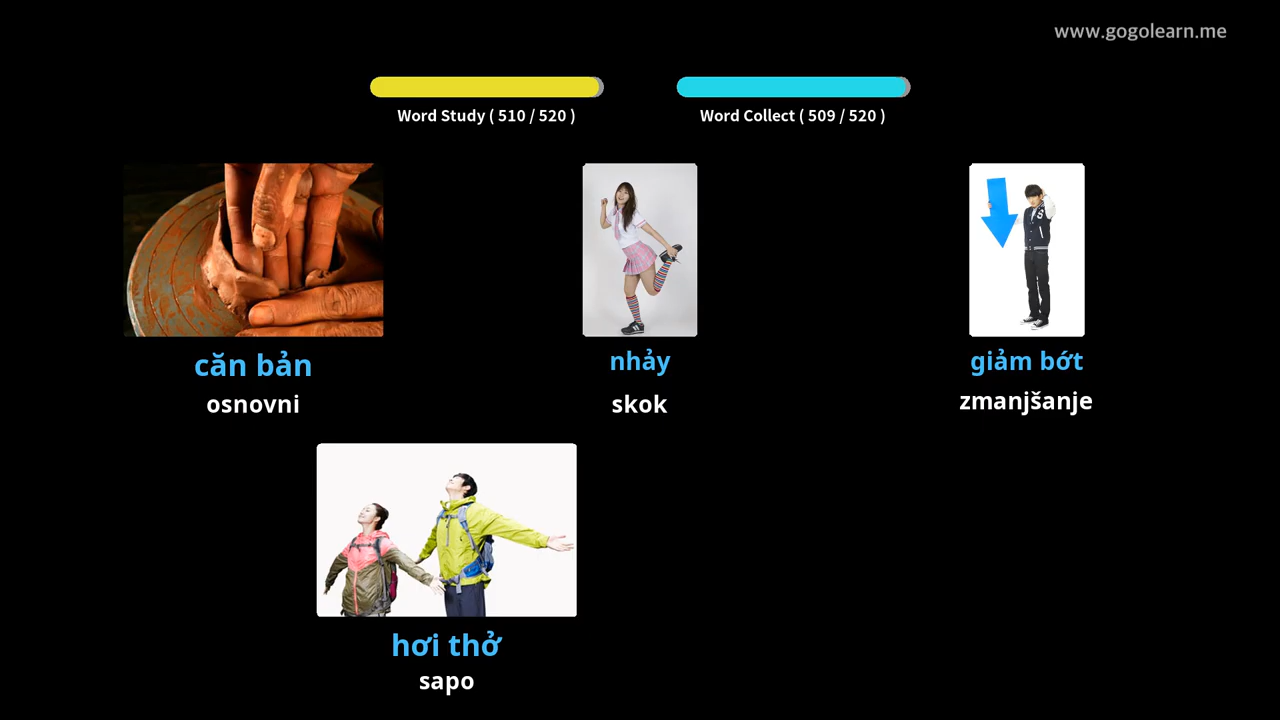 www.gogolearn.me
Word Study ( 510 / 520 )
Word Collect ( 509 / 520 )
căn bản
nhảy
giảm bớt
osnovni
skok
zmanjšanje
hơi thở
sapo